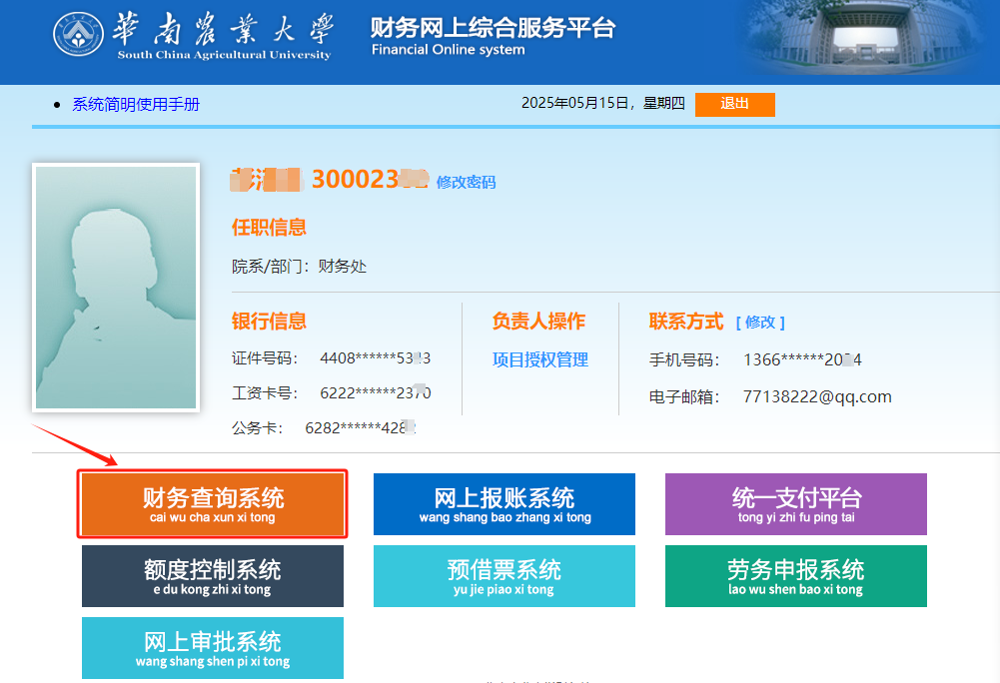 華南農業大學
South China Agricultural University
财务网上综合服务平台
Financial Online system
系统简明使用手册
2025年05月15日，星期四
退出
300023 修改密码
任职信息
院系/部门： 财务处
银行信息
证件号码： 4408******53 3
工资卡号： 6222******2370
公务卡： 6282******428
负责人操作
项目授权管理
联系方式 [ 修改 ]
手机号码： 1366******20 4
电子邮箱： 77138222@qq.com
财务查询系统
cai wu cha xun xi tong
网上报账系统
wang shang bao zhang xi tong
统一支付平台
tong yi zhi fu ping tai
额度控制系统
e du kong zhi xi tong
预借票系统
yu jie piao xi tong
劳务申报系统
lao wu shen bao xi tong
网上审批系统
wang shang shen pi xi tong